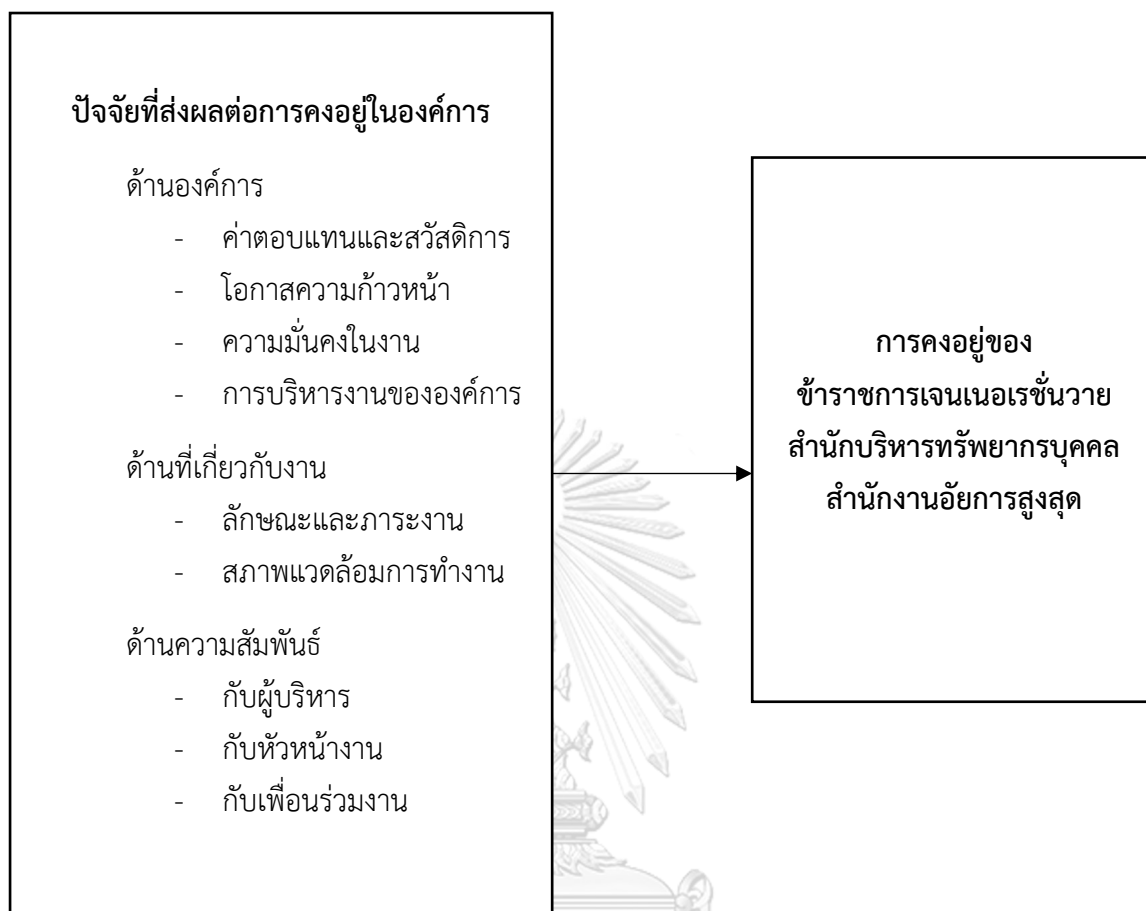 ปัจจัยที่ส่งผลต่อการคงอยู่ในองค์การ
ด้านองค์การ
- ค่าตอบแทนและสวัสดิการ
- โอกาสความก้าวหน้า
- ความมั่นคงในงาน
- การบริหารงานขององค์การ
ด้านที่เกี่ยวกับงาน
- ลักษณะและภาระงาน
- สภาพแวดล้อมการทำงาน
ด้านความสัมพันธ์
- กับผู้บริหาร
- กับหัวหน้างาน
- กับเพื่อนร่วมงาน
การคงอยู่ของ
ข้าราชการเจนเนอเรชั่นวาย
สำนักบริหารทรัพยากรบุคคล
สำนักงานอัยการสูงสุด